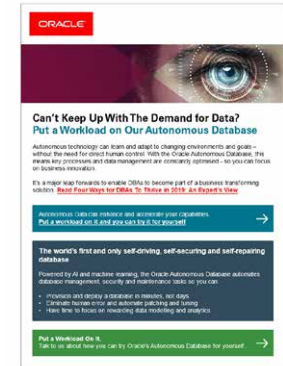 ORACLE
Can't Keep Up With The Demand for Data?
Put a Workload on Our Autonomous Database
Autonomous technology can learn and adapt to changing environments and goals –
without the need for direct human control. With the Oracle Autonomous Database, this
means key processes and data management are constantly optimised - so you can focus
on business innovation.
It's a major leap forwards to enable DBAs to become part of a business transforming
solution. Read Four Ways for DBAs To Thrive in 2019: An Expert's View
Autonomous Data can enhance and accelerate your capabilities.
Put a workload on it and you can try it for yourself
The world's first and only self-driving, self-securing and self-repairing
database
Powered by AI and machine learning, the Oracle Autonomous Database automates
database management, security and maintenance tasks so you can:
• Provision and deploy a database in minutes, not days
• Eliminate human error and automate patching and tuning
• Have time to focus on rewarding data modelling and analytics
Put a Workload On It.
Talk to us about how you can try Oracle's Autonomous Database for yourself.